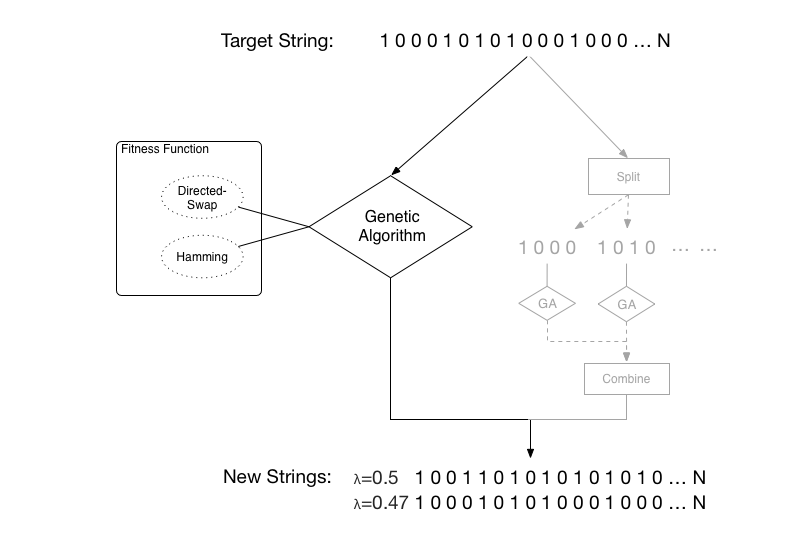 Target String: 1 0 0 0 1 0 1 0 1 0 0 0 1 0 0 0 ... N
Fitness Function
Directed-
Swap
Hamming
Genetic
Algorithm
Split
1 0 0 0 1 0 1 0 ... ...
GA GA
Combine
New Strings: λ=0.5 1 0 0 1 1 0 1 0 1 0 1 0 1 0 1 0 ... N
λ=0.47 1 0 0 0 1 0 1 0 1 0 0 0 1 0 0 0 ... N